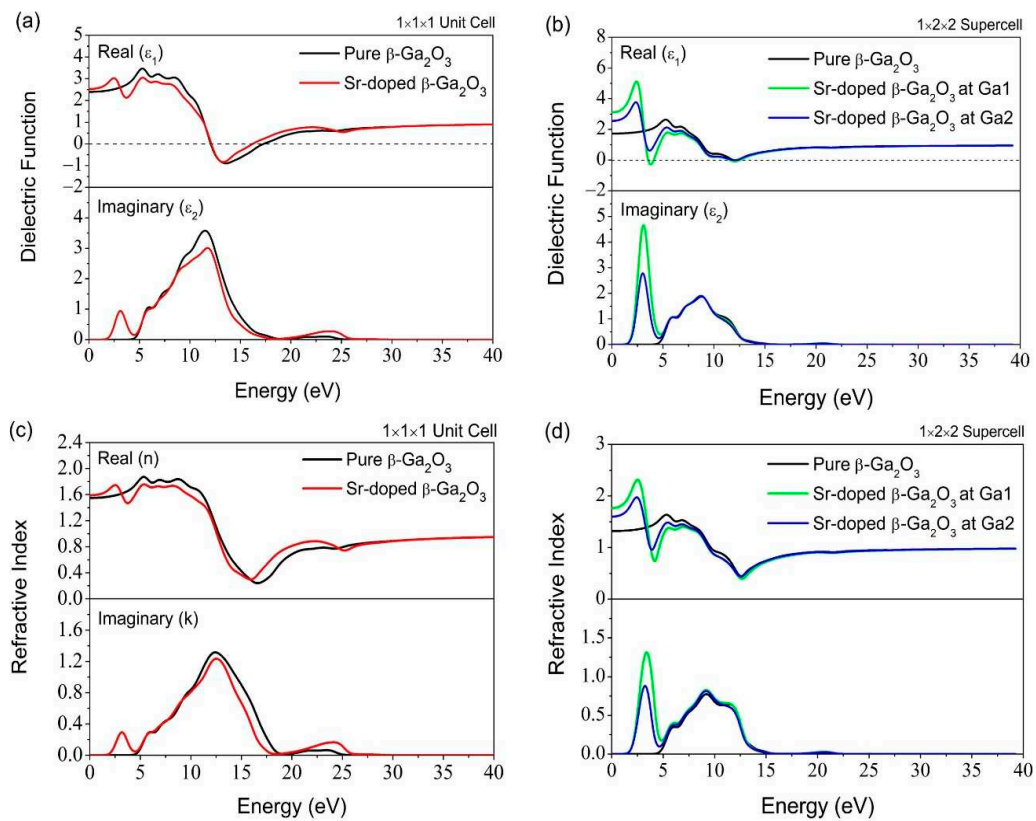 (a)
1×1×1 Unit Cell
Real (ε₁)
Pure β-Ga₂O₃
Sr-doped β-Ga₂O₃
5
4
3
2
1
0
−1
−2
Dielectric Function
Imaginary (ε₂)
4
3
2
1
0
0 5 10 15 20 25 30 35 40
Energy (eV)
(b)
1×2×2 Supercell
Real (ε₁)
Pure β-Ga₂O₃
Sr-doped β-Ga₂O₃ at Ga1
Sr-doped β-Ga₂O₃ at Ga2
8
6
4
2
0
−2
Dielectric Function
Imaginary (ε₂)
5
4
3
2
1
0
0 5 10 15 20 25 30 35 40
Energy (eV)
(c)
1×1×1 Unit Cell
Real (n)
Pure β-Ga₂O₃
Sr-doped β-Ga₂O₃
2.4
2.0
1.6
1.2
0.8
0.4
0.0
Refractive Index
Imaginary (k)
1.6
1.2
0.8
0.4
0.0
0 5 10 15 20 25 30 35 40
Energy (eV)
(d)
1×2×2 Supercell
Pure β-Ga₂O₃
Sr-doped β-Ga₂O₃ at Ga1
Sr-doped β-Ga₂O₃ at Ga2
3
2
1
0
Refractive Index
1.5
1.0
0.5
0.0
0 5 10 15 20 25 30 35 40
Energy (eV)